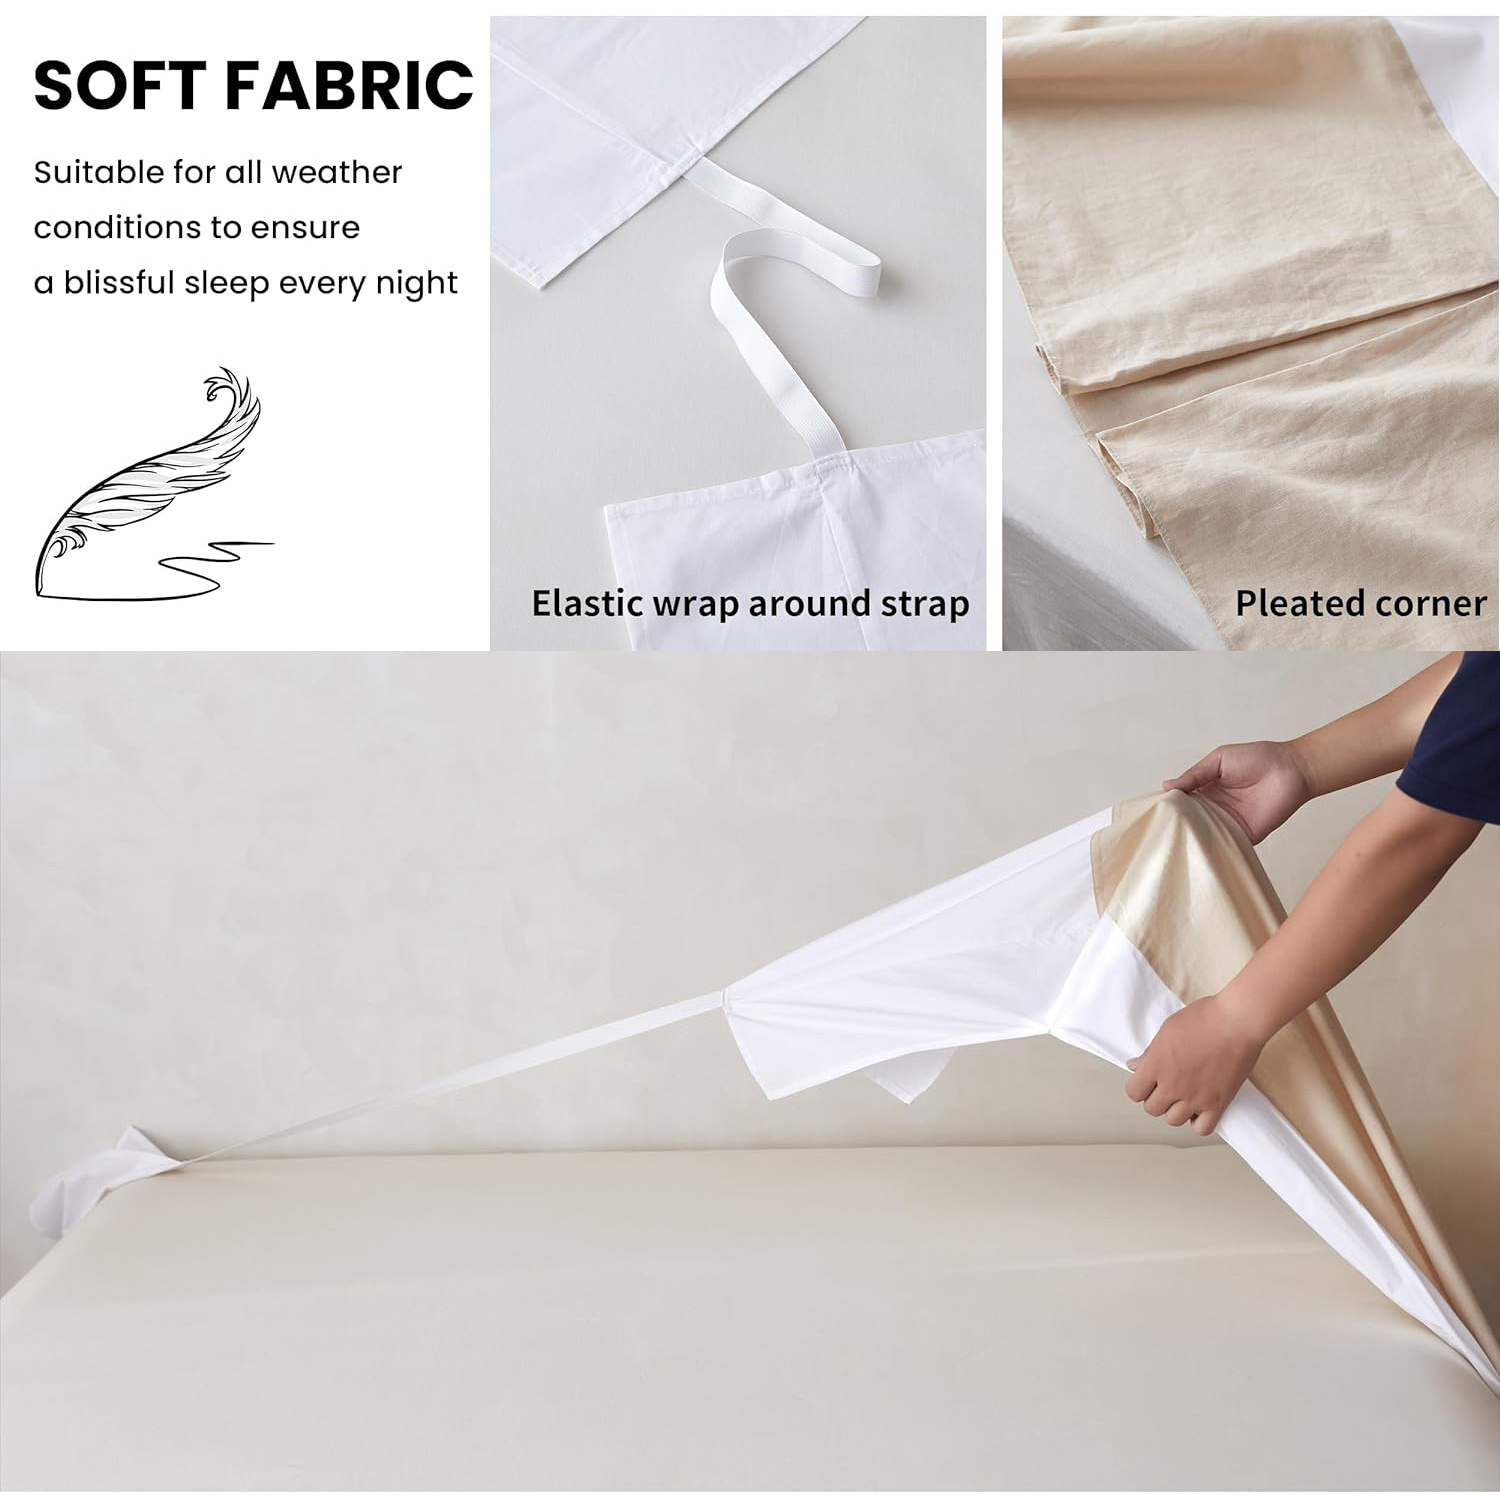 SOFT FABRIC
Suitable for all weather
conditions to ensure
a blissful sleep every night
Elastic wrap around strap
Pleated corner